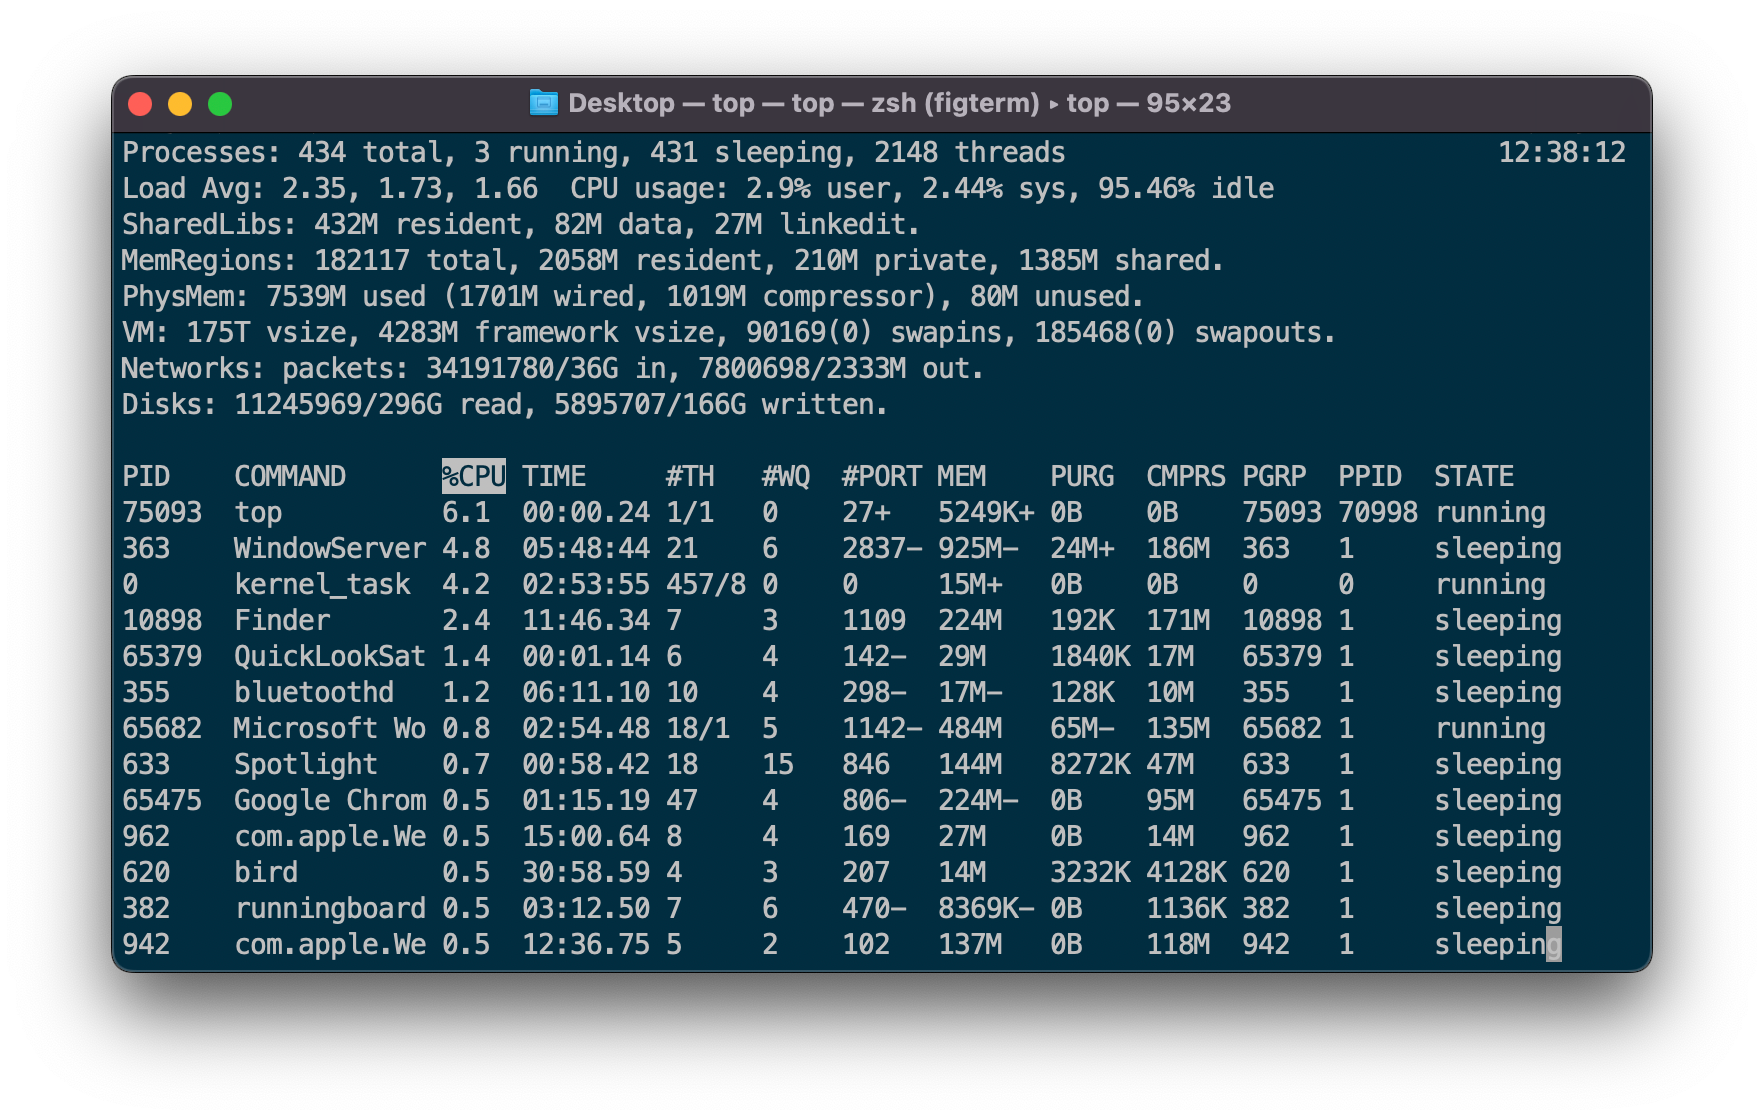 Desktop — top — top — zsh (figterm) ▸ top — 95×23
Processes: 434 total, 3 running, 431 sleeping, 2148 threads 12:38:12
Load Avg: 2.35, 1.73, 1.66  CPU usage: 2.9% user, 2.44% sys, 95.46% idle
SharedLibs: 432M resident, 82M data, 27M linkedit.
MemRegions: 182117 total, 2058M resident, 210M private, 1385M shared.
PhysMem: 7539M used (1701M wired, 1019M compressor), 80M unused.
VM: 175T vsize, 4283M framework vsize, 90169(0) swapins, 185468(0) swapouts.
Networks: packets: 34191780/36G in, 7800698/2333M out.
Disks: 11245969/296G read, 5895707/166G written.
PID    COMMAND      %CPU TIME     #TH   #WQ  #PORT MEM    PURG  CMPRS PGRP  PPID  STATE
75093  top          6.1  00:00.24 1/1   0    27+   5249K+ 0B    0B    75093 70998 running
363    WindowServer 4.8  05:48:44 21    6    2837- 925M-  24M+  186M  363   1     sleeping
0      kernel_task  4.2  02:53:55 457/8 0    0     15M+   0B    0B    0     0     running
10898  Finder       2.4  11:46.34 7     3    1109  224M   192K  171M  10898 1     sleeping
65379  QuickLookSat 1.4  00:01.14 6     4    142-  29M    1840K 17M   65379 1     sleeping
355    bluetoothd   1.2  06:11.10 10    4    298-  17M-   128K  10M   355   1     sleeping
65682  Microsoft Wo 0.8  02:54.48 18/1  5    1142- 484M   65M-  135M  65682 1     running
633    Spotlight    0.7  00:58.42 18    15   846   144M   8272K 47M   633   1     sleeping
65475  Google Chrom 0.5  01:15.19 47    4    806-  224M-  0B    95M   65475 1     sleeping
962    com.apple.We 0.5  15:00.64 8     4    169   27M    0B    14M   962   1     sleeping
620    bird         0.5  30:58.59 4     3    207   14M    3232K 4128K 620   1     sleeping
382    runningboard 0.5  03:12.50 7     6    470-  8369K- 0B    1136K 382   1     sleeping
942    com.apple.We 0.5  12:36.75 5     2    102   137M   0B    118M  942   1     sleeping